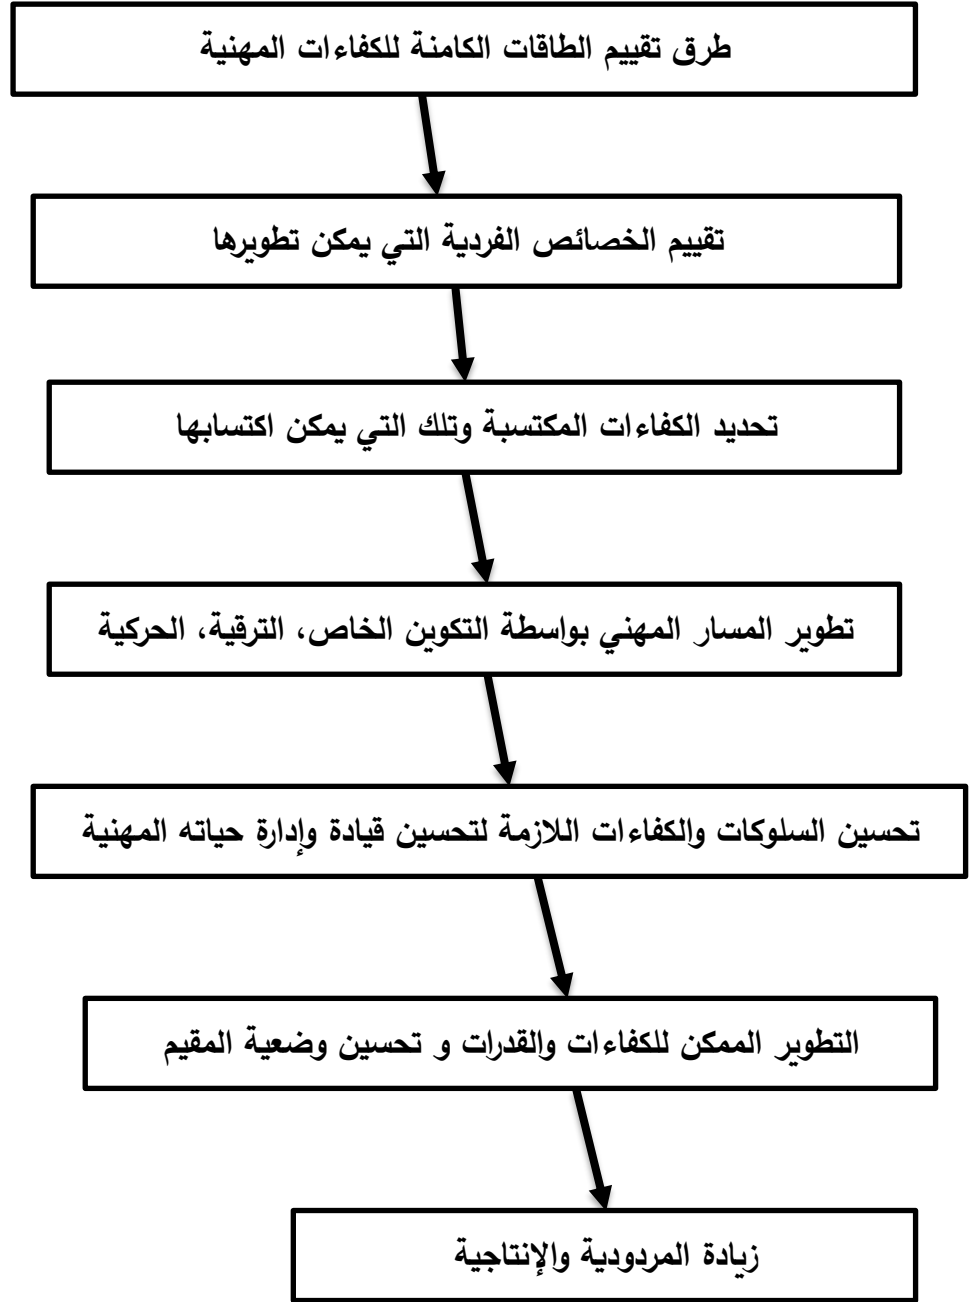 طرق تقييم الطاقات الكامنة للكفاءات المهنية
تقييم الخصائص الفردية التي يمكن تطويرها
تحديد الكفاءات المكتسبة وتلك التي يمكن اكتسابها
تطوير المسار المهني بواسطة التكوين الخاص، الترقية، الحركية
تحسين السلوكات والكفاءات اللازمة لتحسين قيادة وإدارة حياته المهنية
التطوير الممكن للكفاءات والقدرات و تحسين وضعية المقيم
زيادة المردودية والإنتاجية